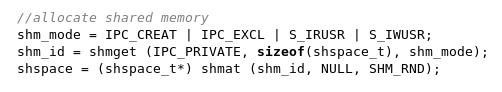 //allocate shared memory
shm_mode = IPC_CREAT | IPC_EXCL | S_IRUSR | S_IWUSR;
shm_id = shmget (IPC_PRIVATE, sizeof(shspace_t), shm_mode);
shspace = (shspace_t*) shmat (shm_id, NULL, SHM_RND);